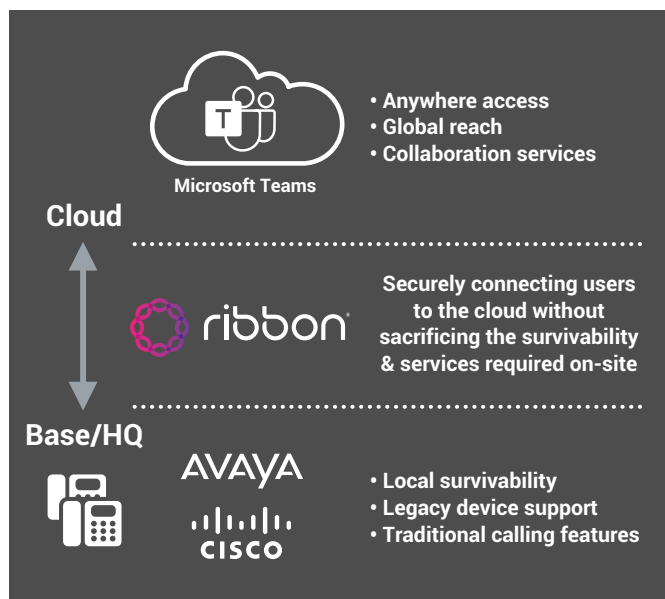 T
• Anywhere access
• Global reach
• Collaboration services
Microsoft Teams
Cloud
ribbon
Securely connecting users
to the cloud without
sacrificing the survivability
& services required on-site
Base/HQ
AVAYA
CISCO
• Local survivability
• Legacy device support
• Traditional calling features